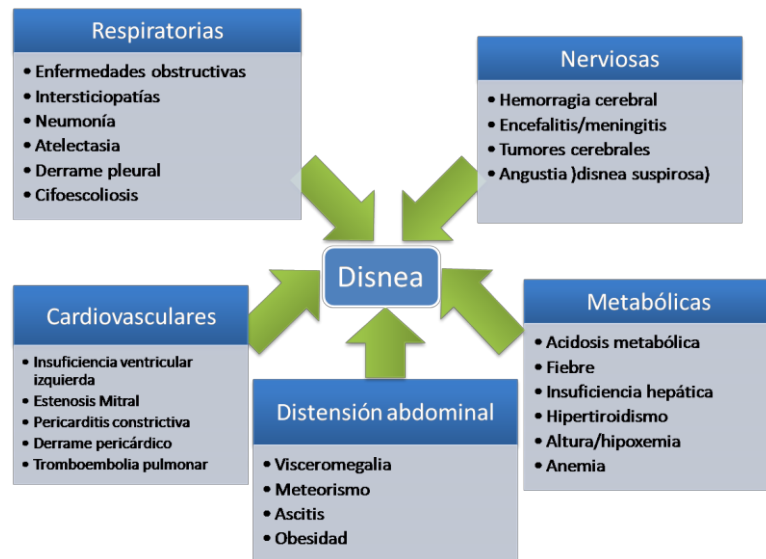 Respiratorias
• Enfermedades obstructivas
• Intersticiopatías
• Neumonía
• Atelectasia
• Derrame pleural
• Cifoescoliosis
Nerviosas
• Hemorragia cerebral
• Encefalitis/meningitis
• Tumores cerebrales
• Angustia )disnea suspirosa)
Disnea
Cardiovasculares
• Insuficiencia ventricular
izquierda
• Estenosis Mitral
• Pericarditis constrictiva
• Derrame pericárdico
• Tromboembolia pulmonar
Distensión abdominal
• Visceromegalia
• Meteorismo
• Ascitis
• Obesidad
Metabólicas
• Acidosis metabólica
• Fiebre
• Insuficiencia hepática
• Hipertiroidismo
• Altura/hipoxemia
• Anemia